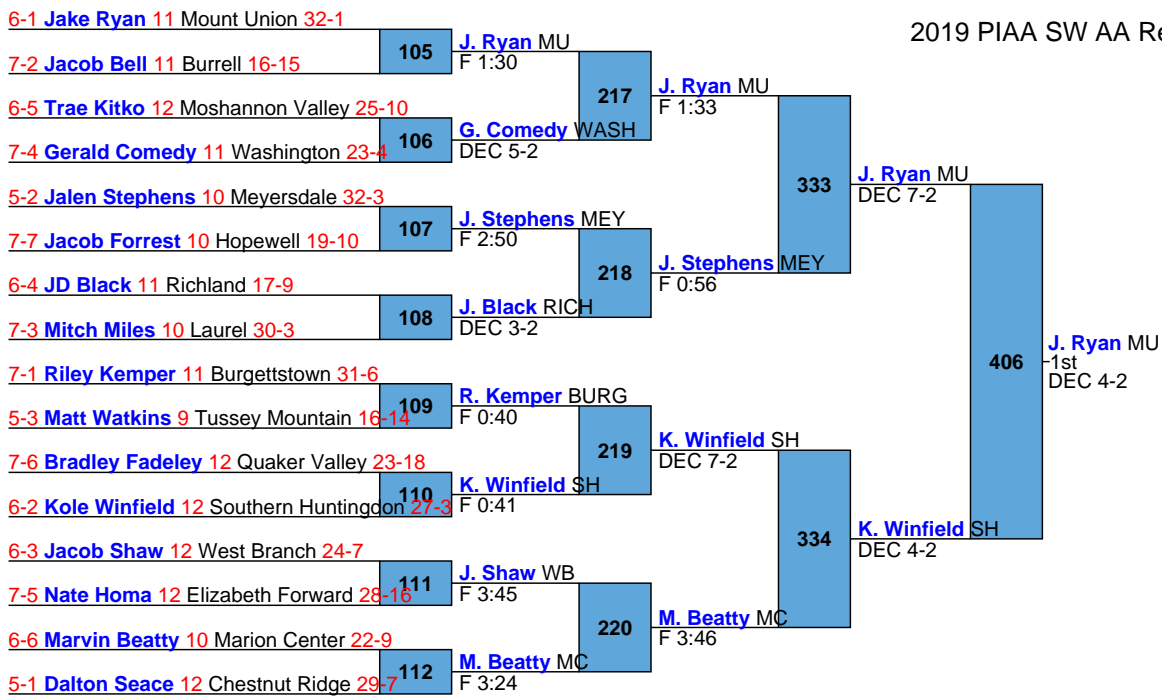 2019 PIAA SW AA Re
6-1 Jake Ryan 11 Mount Union 32-1
7-2 Jacob Bell 11 Burrell 16-15
6-5 Trae Kitko 12 Moshannon Valley 25-10
7-4 Gerald Comedy 11 Washington 23-4
5-2 Jalen Stephens 10 Meyersdale 32-3
7-7 Jacob Forrest 10 Hopewell 19-10
6-4 JD Black 11 Richland 17-9
7-3 Mitch Miles 10 Laurel 30-3
7-1 Riley Kemper 11 Burgettstown 31-6
5-3 Matt Watkins 9 Tussey Mountain 16-14
7-6 Bradley Fadeley 12 Quaker Valley 23-18
6-2 Kole Winfield 12 Southern Huntingdon 27-3
6-3 Jacob Shaw 12 West Branch 24-7
7-5 Nate Homa 12 Elizabeth Forward 28-16
6-6 Marvin Beatty 10 Marion Center 22-9
5-1 Dalton Seace 12 Chestnut Ridge 29-7
105
106
107
108
109
110
111
112
J. Ryan MU
F 1:30
G. Comedy WASH
DEC 5-2
J. Stephens MEY
F 2:50
J. Black RICH
DEC 3-2
R. Kemper BURG
F 0:40
K. Winfield SH
F 0:41
J. Shaw WB
F 3:45
M. Beatty MC
F 3:24
217
218
219
220
J. Ryan MU
F 1:33
J. Stephens MEY
F 0:56
K. Winfield SH
DEC 7-2
M. Beatty MC
F 3:46
333
334
J. Ryan MU
DEC 7-2
K. Winfield SH
DEC 4-2
406
J. Ryan MU
1st
DEC 4-2